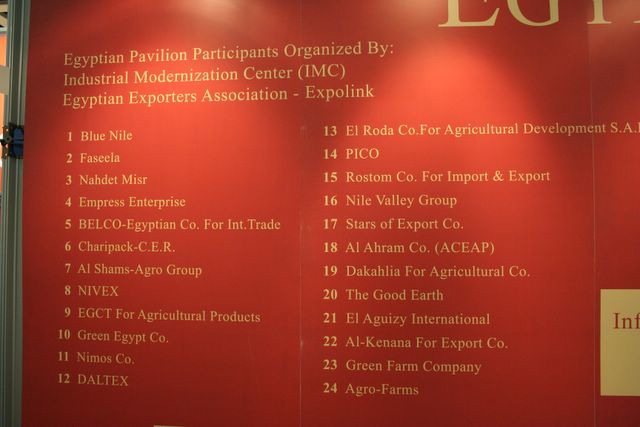 EGY
Egyptian Pavilion Participants Organized By:
Industrial Modernization Center (IMC)
Egyptian Exporters Association - Expolink
1 Blue Nile
2 Faseela
3 Nahdet Misr
4 Empress Enterprise
5 BELCO-Egyptian Co. For Int.Trade
6 Charipack-C.E.R.
7 Al Shams-Agro Group
8 NIVEX
9 EGCT For Agricultural Products
10 Green Egypt Co.
11 Nimos Co.
12 DALTEX
13 El Roda Co.For Agricultural Development S.A.
14 PICO
15 Rostom Co. For Import & Export
16 Nile Valley Group
17 Stars of Export Co.
18 Al Ahram Co. (ACEAP)
19 Dakahlia For Agricultural Co.
20 The Good Earth
21 El Aguizy International
22 Al-Kenana For Export Co.
23 Green Farm Company
24 Agro-Farms
Inf